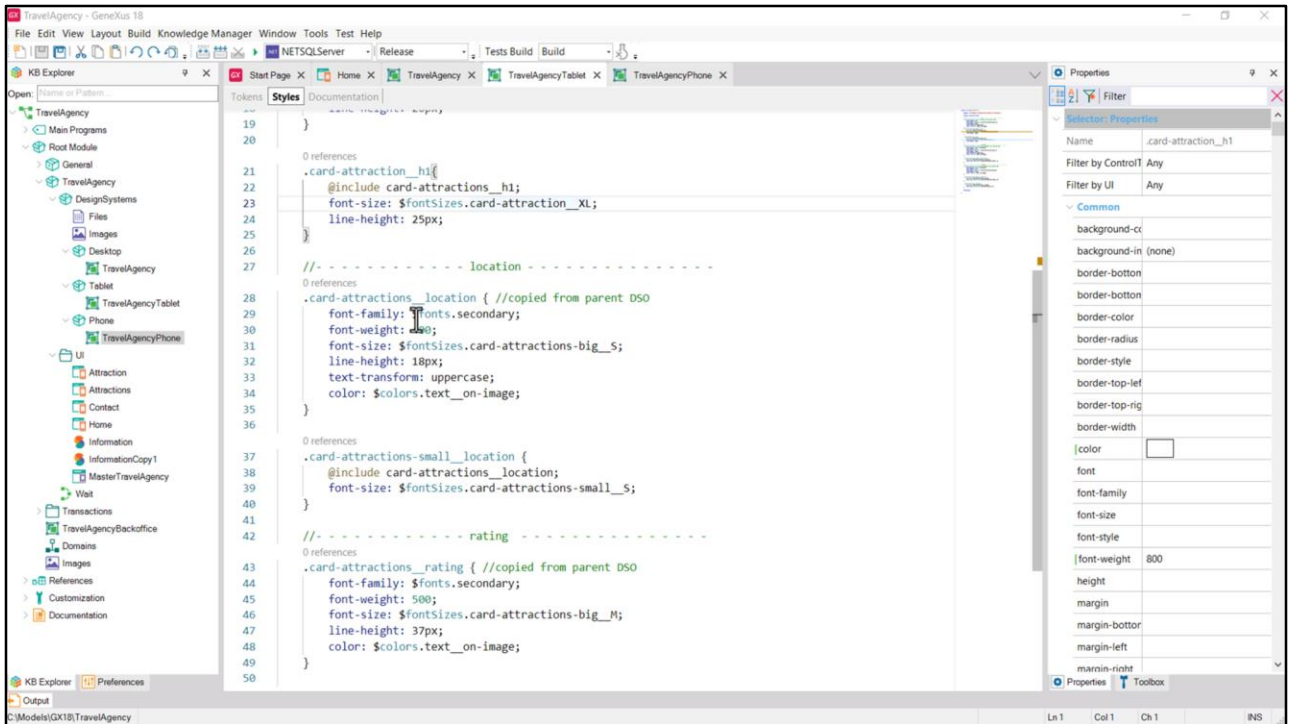 TravelAgency - GeneXus 18
File Edit View Layout Build Knowledge Manager Window Tools Test Help
NETSQLServer Release Tests Build Build
KB Explorer
Open: Name or Pattern...
TravelAgency
Main Programs
Root Module
General
TravelAgency
DesignSystems
Files
Images
Desktop
TravelAgency
Tablet
TravelAgencyTablet
Phone
TravelAgencyPhone
UI
Attraction
Attractions
Contact
Home
Information
InformationCopy1
MasterTravelAgency
Wait
Transactions
TravelAgencyBackoffice
Domains
Images
References
Customization
Documentation
KB Explorer Preferences
Start Page X Home X TravelAgency X TravelAgencyTablet X TravelAgencyPhone X
Tokens Styles Documentation
19 }
20
0 references
21 .card-attraction__h1{
22 @include card-attractions__h1;
23 font-size: $fontSizes.card-attraction__XL;
24 line-height: 25px;
25 }
26
27 //- - - - - - - - - - - - location - - - - - - - - - - - - - - -
0 references
28 .card-attractions__location { //copied from parent DSO
29 font-family: $fonts.secondary;
30 font-weight:
31 font-size: $fontSizes.card-attractions-big__S;
32 line-height: 18px;
33 text-transform: uppercase;
34 color: $colors.text__on-image;
35 }
36
0 references
37 .card-attractions-small__location {
38 @include card-attractions__location;
39 font-size: $fontSizes.card-attractions-small__S;
40 }
41
42 //- - - - - - - - - - - - rating - - - - - - - - - - - - - - -
0 references
43 .card-attractions__rating { //copied from parent DSO
44 font-family: $fonts.secondary;
45 font-weight: 500;
46 font-size: $fontSizes.card-attractions-big__M;
47 line-height: 37px;
48 color: $colors.text__on-image;
49 }
50
Properties
Filter
Selector: Properties
Name .card-attraction__h1
Filter by ControlT Any
Filter by UI Any
Common
background-co
background-in (none)
border-bottom
border-bottom
border-color
border-radius
border-style
border-top-lef
border-top-rig
border-width
color
font
font-family
font-size
font-style
font-weight 800
height
margin
margin-bottor
margin-left
margin-right
Properties Toolbox
Output
C:\Models\GX18\TravelAgency
Ln 1 Col 1 Ch 1 INS